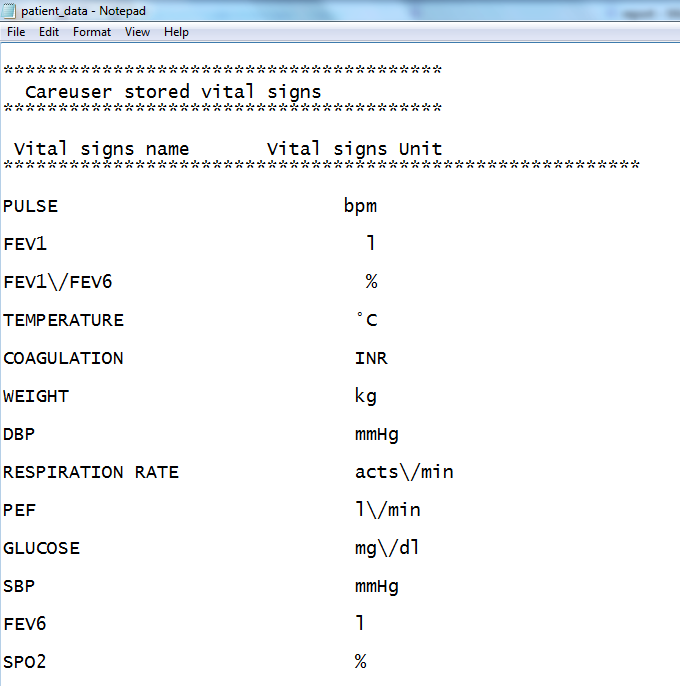 patient_data - Notepad
File Edit Format View Help
****************************************
Careuser stored vital signs
****************************************
Vital signs name Vital signs Unit
**********************************************************
PULSE bpm
FEV1 l
FEV1\/FEV6 %
TEMPERATURE °C
COAGULATION INR
WEIGHT kg
DBP mmHg
RESPIRATION RATE acts\/min
PEF l\/min
GLUCOSE mg\/dl
SBP mmHg
FEV6 l
SPO2 %